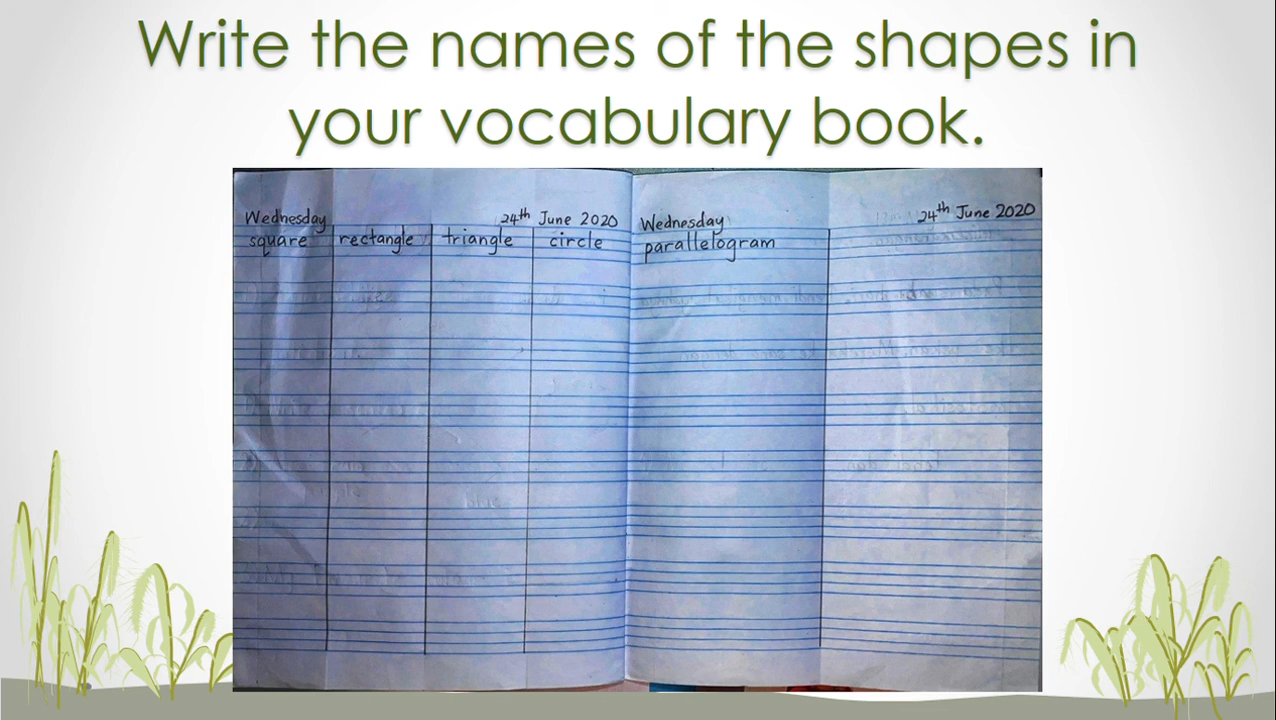 Write the names of the shapes in
your vocabulary book.
Wednesday 24th June 2020
square rectangle triangle circle
Wednesday 24th June 2020
parallelogram